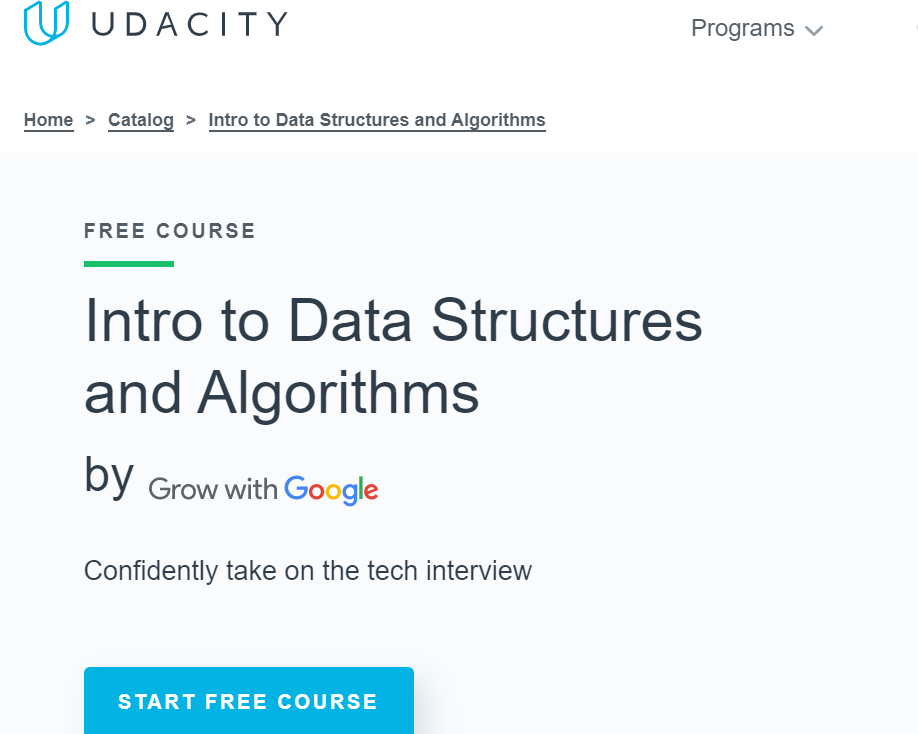 UDACITY
Programs
Home > Catalog > Intro to Data Structures and Algorithms
FREE COURSE
Intro to Data Structures
and Algorithms
by Grow with Google
Confidently take on the tech interview
START FREE COURSE